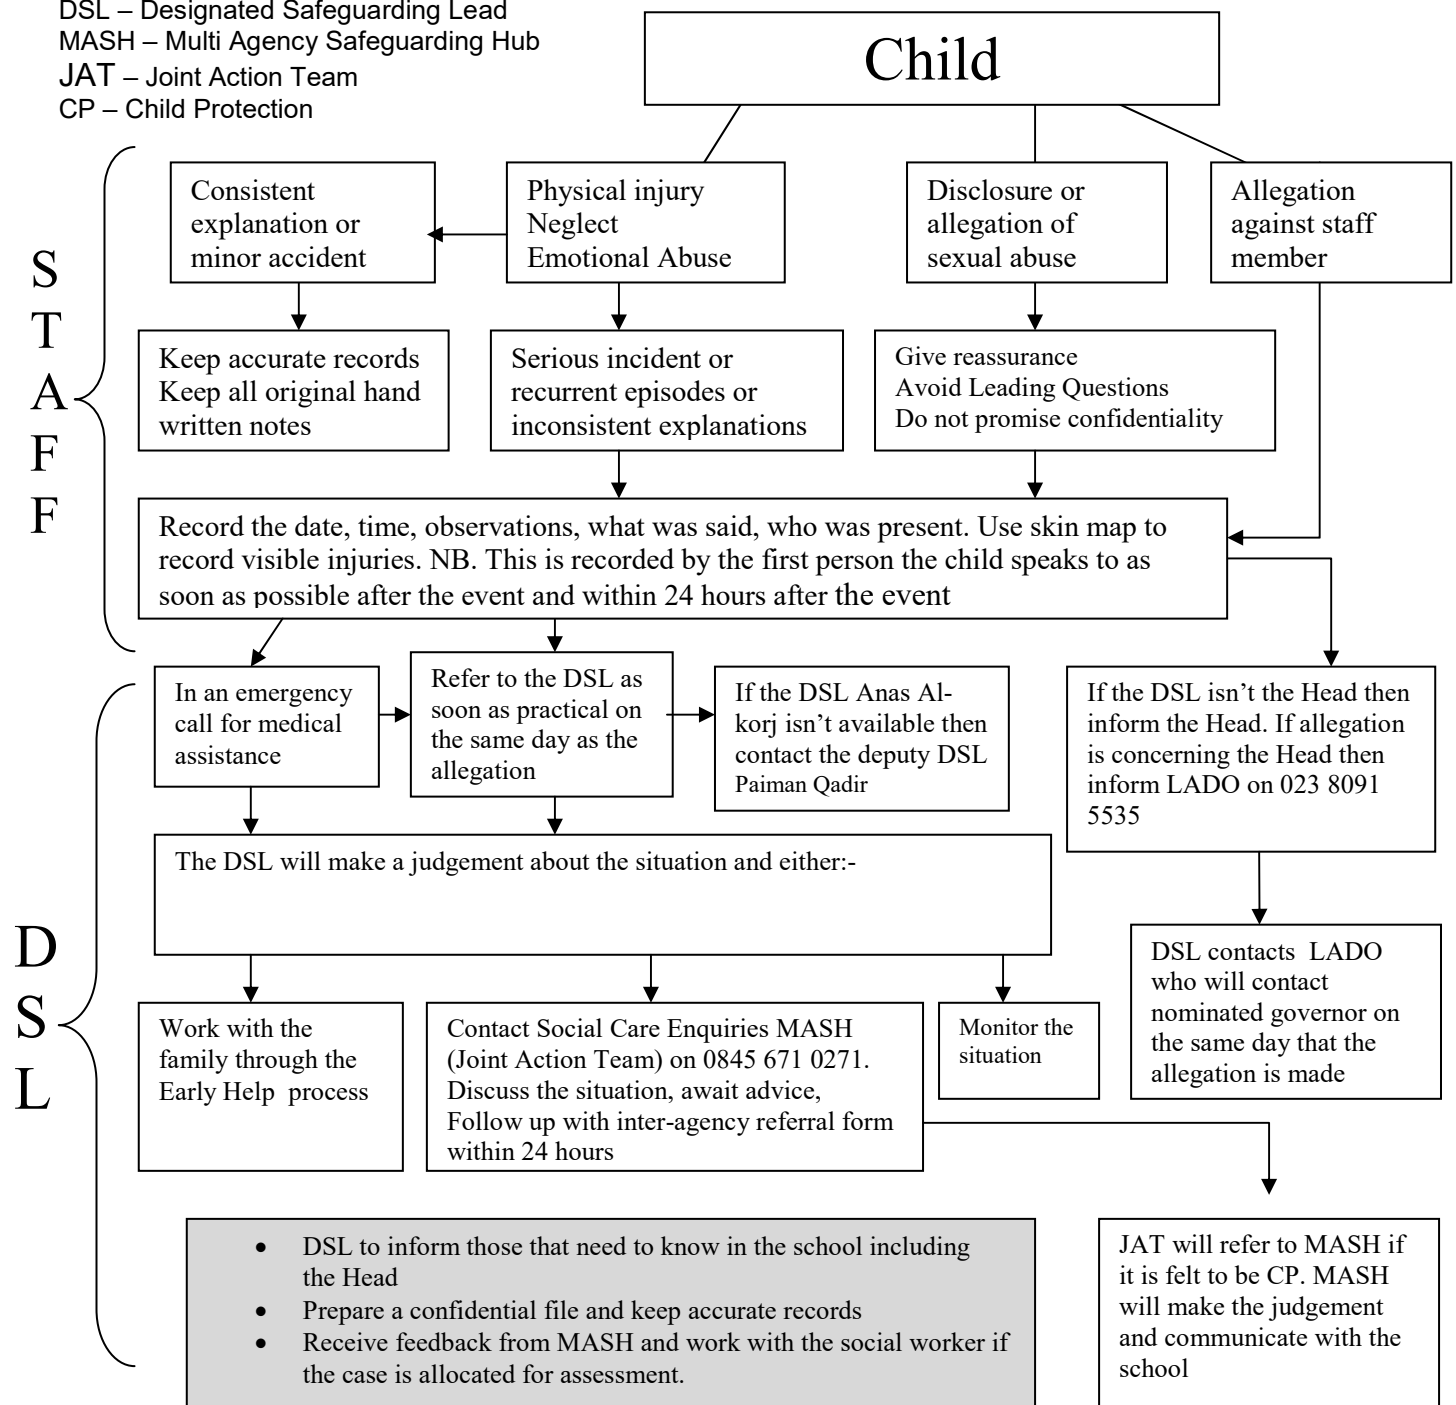 DSL – Designated Safeguarding Lead
MASH – Multi Agency Safeguarding Hub
JAT – Joint Action Team
CP – Child Protection
Child
S
T
A
F
F
Consistent
explanation or
minor accident
Physical injury
Neglect
Emotional Abuse
Disclosure or
allegation of
sexual abuse
Allegation
against staff
member
Keep accurate records
Keep all original hand
written notes
Serious incident or
recurrent episodes or
inconsistent explanations
Give reassurance
Avoid Leading Questions
Do not promise confidentiality
Record the date, time, observations, what was said, who was present. Use skin map to
record visible injuries. NB. This is recorded by the first person the child speaks to as
soon as possible after the event and within 24 hours after the event
D
S
L
In an emergency
call for medical
assistance
Refer to the DSL as
soon as practical on
the same day as the
allegation
If the DSL Anas Al-
korj isn’t available then
contact the deputy DSL
Paiman Qadir
If the DSL isn’t the Head then
inform the Head. If allegation
is concerning the Head then
inform LADO on 023 8091
5535
The DSL will make a judgement about the situation and either:-
DSL contacts  LADO
who will contact
nominated governor on
the same day that the
allegation is made
Work with the
family through the
Early Help  process
Contact Social Care Enquiries MASH
(Joint Action Team) on 0845 671 0271.
Discuss the situation, await advice,
Follow up with inter-agency referral form
within 24 hours
Monitor the
situation
• DSL to inform those that need to know in the school including
the Head
• Prepare a confidential file and keep accurate records
• Receive feedback from MASH and work with the social worker if
the case is allocated for assessment.
JAT will refer to MASH if
it is felt to be CP. MASH
will make the judgement
and communicate with the
school